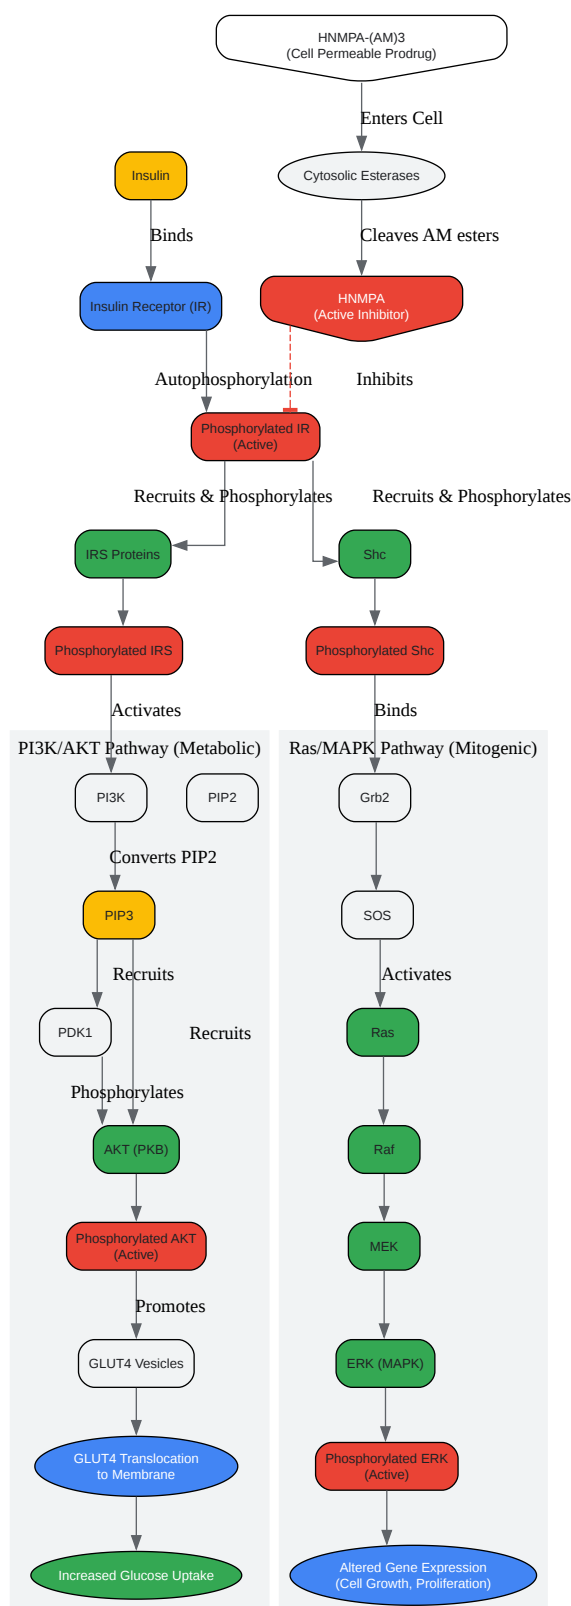 HNMPA-(AM)3
(Cell Permeable Prodrug)
Enters Cell
Insulin
Cytosolic Esterases
Binds
Cleaves AM esters
Insulin Receptor (IR)
HNMPA
(Active Inhibitor)
Autophosphorylation
Inhibits
Phosphorylated IR
(Active)
Recruits & Phosphorylates
Recruits & Phosphorylates
IRS Proteins
Shc
Phosphorylated IRS
Phosphorylated Shc
Activates
Binds
PI3K/AKT Pathway (Metabolic)
Ras/MAPK Pathway (Mitogenic)
PI3K
PIP2
Grb2
Converts PIP2
PIP3
SOS
Recruits
Activates
PDK1
Recruits
Ras
Phosphorylates
AKT (PKB)
Raf
Phosphorylated AKT
(Active)
MEK
Promotes
GLUT4 Vesicles
ERK (MAPK)
GLUT4 Translocation
to Membrane
Phosphorylated ERK
(Active)
Increased Glucose Uptake
Altered Gene Expression
(Cell Growth, Proliferation)